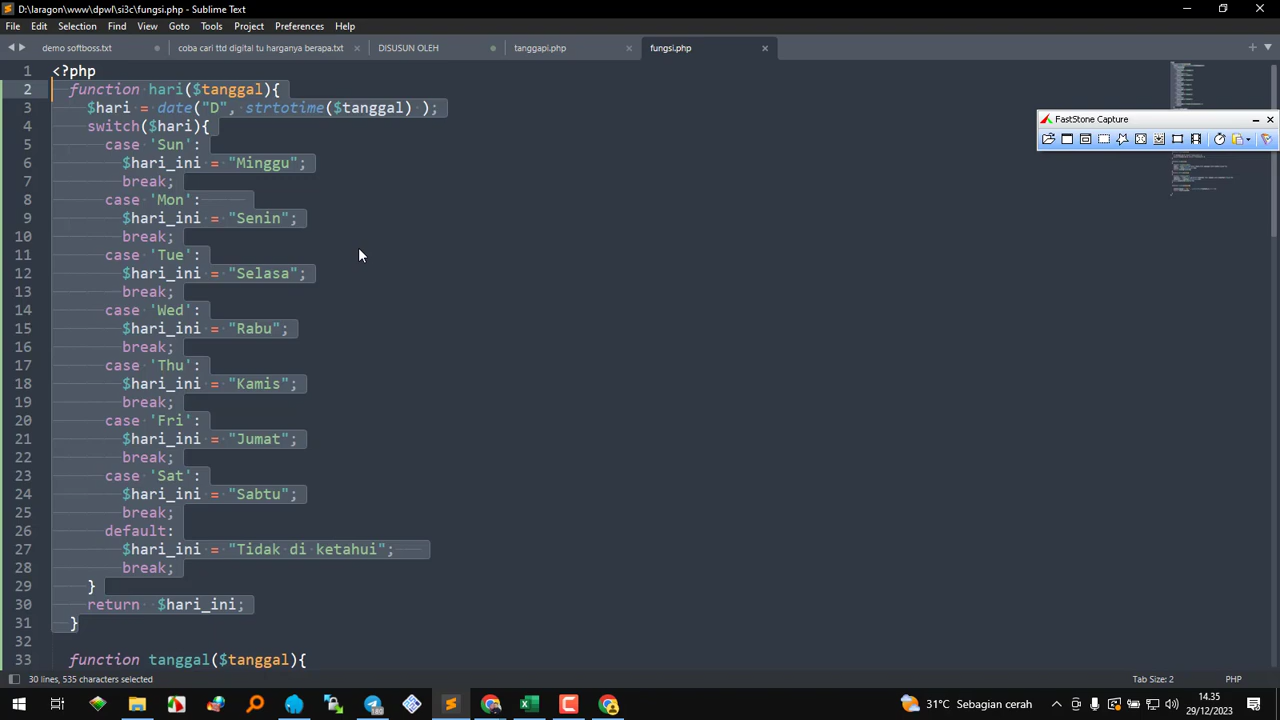 D:\laragon\www\dpwl\si3c\fungsi.php - Sublime Text
File Edit Selection Find View Goto Tools Project Preferences Help
demo softboss.txt coba cari ttd digital tu harganya berapa.txt DISUSUN OLEH tanggapi.php fungsi.php
1 <?php
2 function hari($tanggal){
3 $hari = date("D", strtotime($tanggal) );
FastStone Capture
4 switch($hari){
5 case 'Sun':
6 $hari_ini = "Minggu";
7 break;
8 case 'Mon':
9 $hari_ini = "Senin";
10 break;
11 case 'Tue':
12 $hari_ini = "Selasa";
13 break;
14 case 'Wed':
15 $hari_ini = "Rabu";
16 break;
17 case 'Thu':
18 $hari_ini = "Kamis";
19 break;
20 case 'Fri':
21 $hari_ini = "Jumat";
22 break;
23 case 'Sat':
24 $hari_ini = "Sabtu";
25 break;
26 default:
27 $hari_ini = "Tidak di ketahui";
28 break;
29 }
30 return $hari_ini;
31 }
32
33 function tanggal($tanggal){
30 lines, 535 characters selected Tab Size: 2 PHP
31°C Sebagian cerah 14.35
29/12/2023